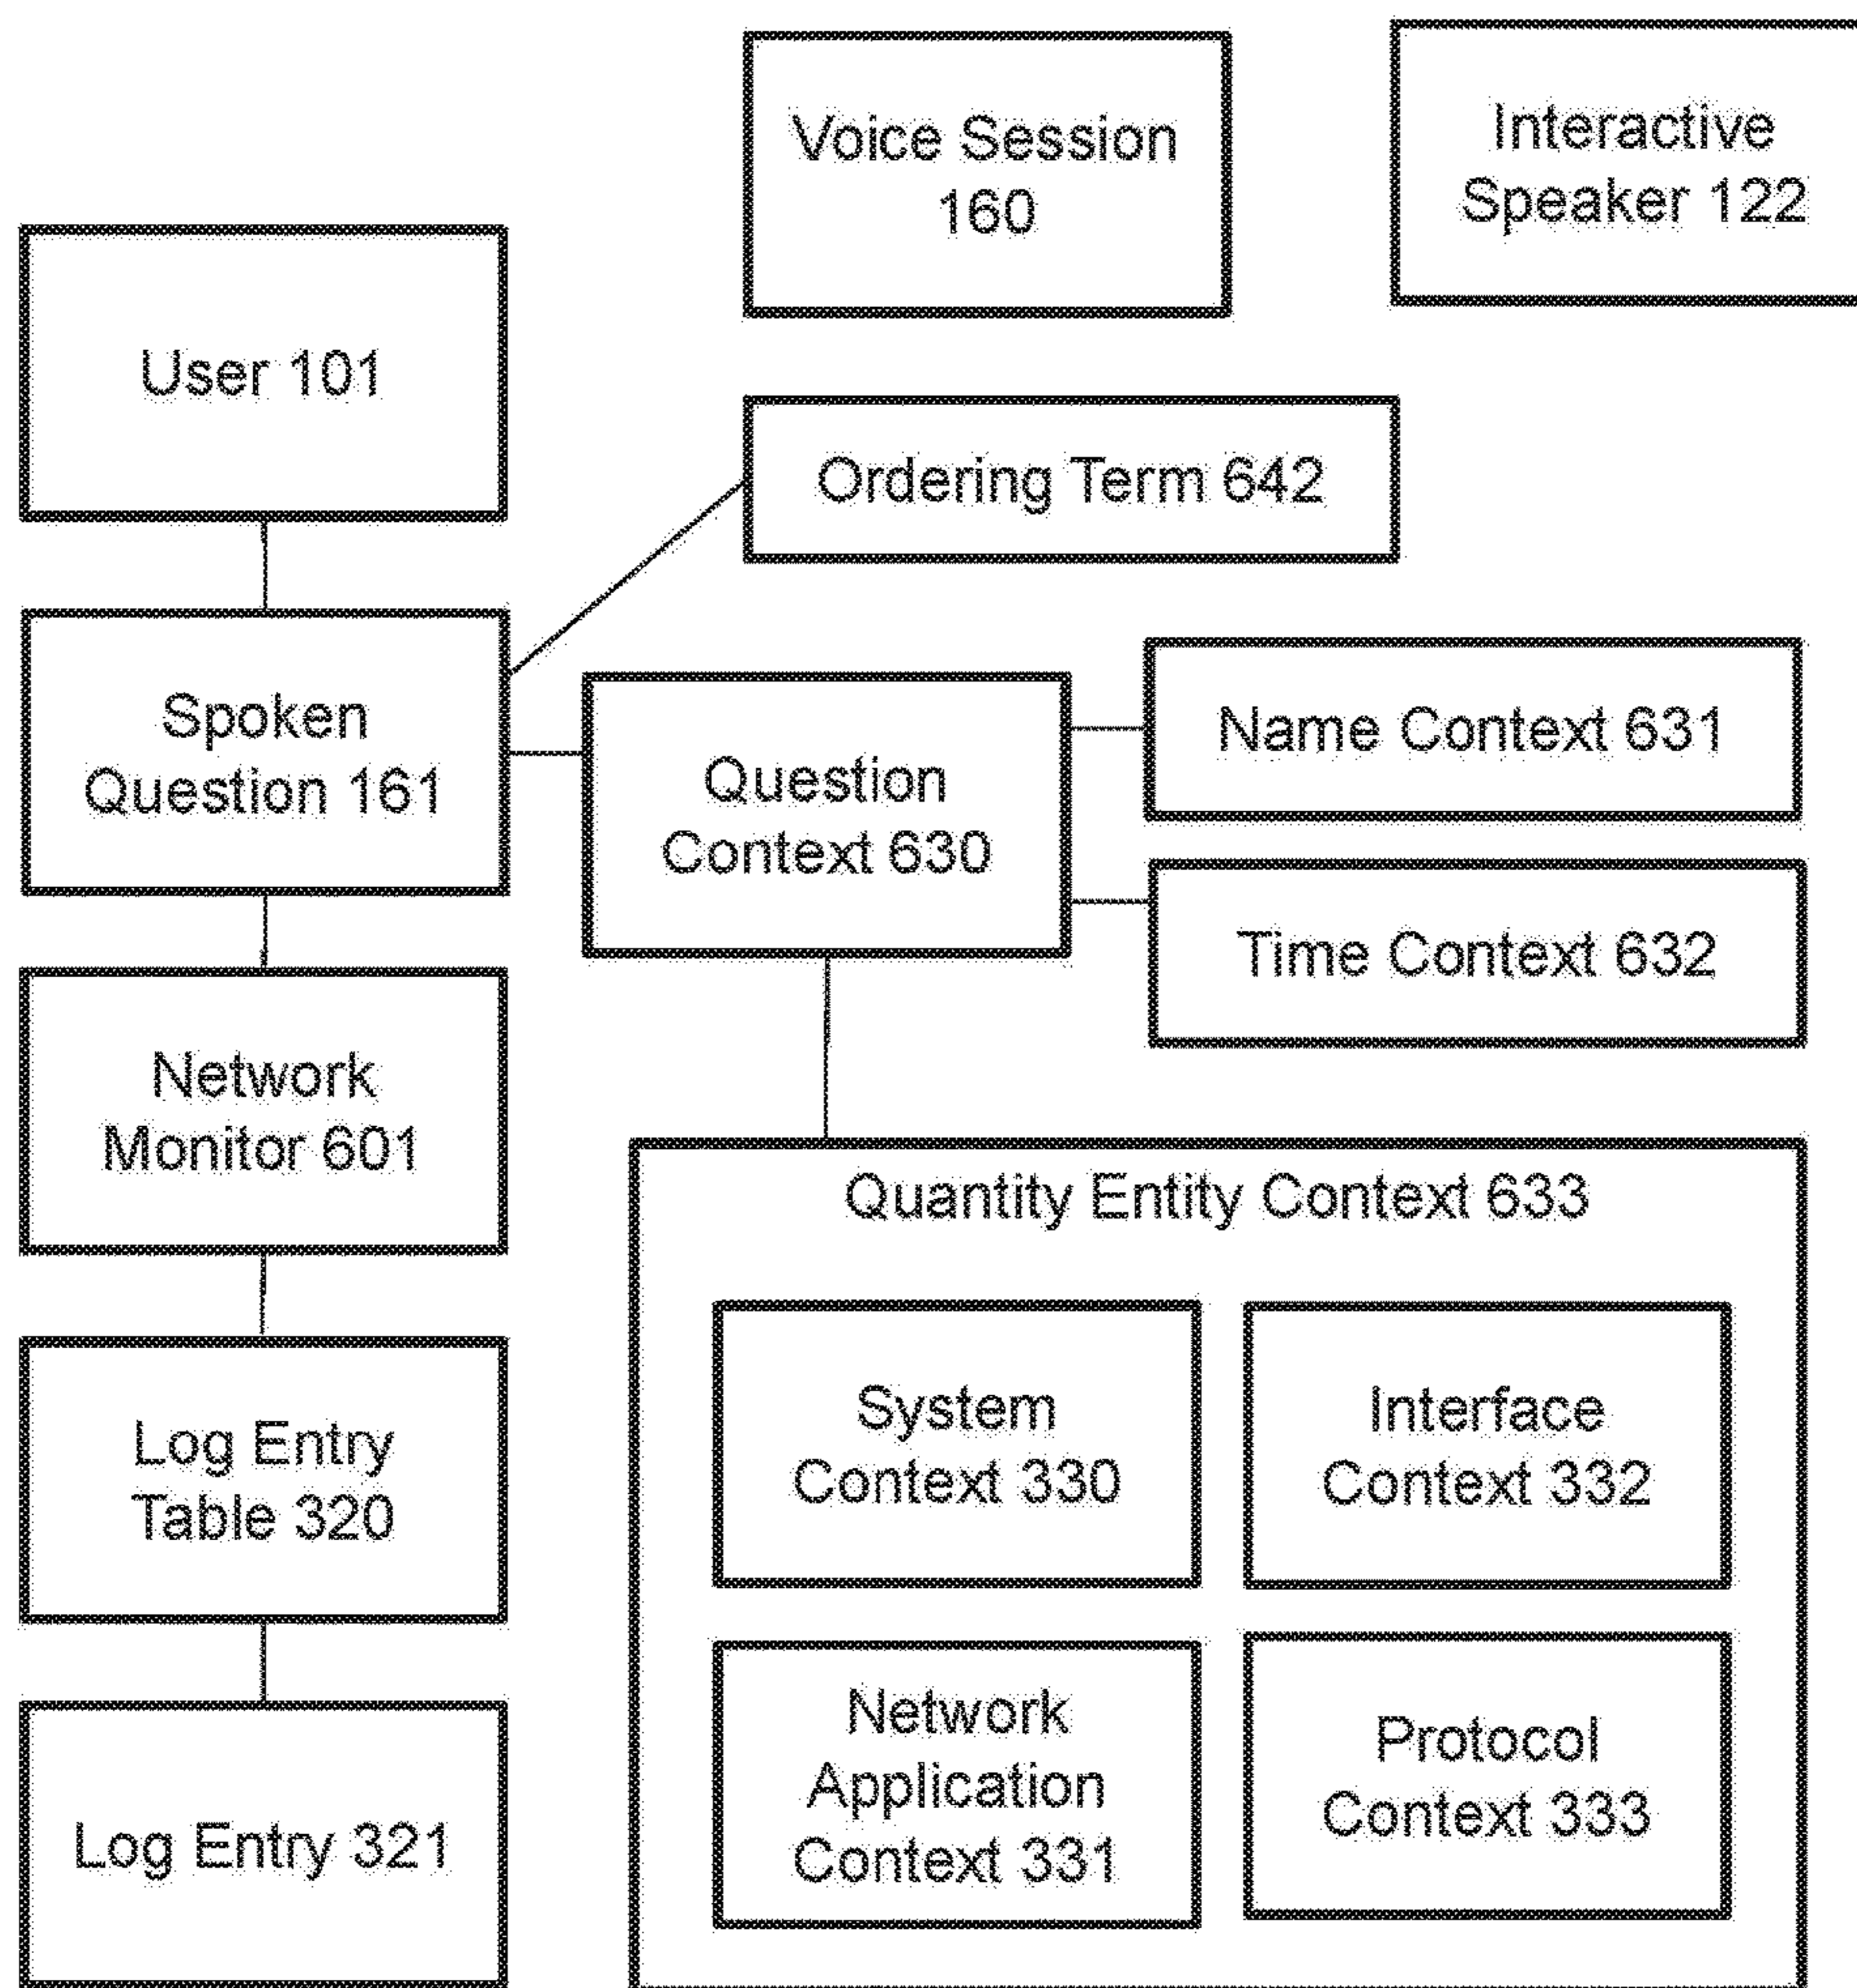 Voice Session
160
Interactive
Speaker 122
User 101
Ordering Term 642
Spoken
Question 161
Question
Context 630
Name Context 631
Time Context 632
Network
Monitor 601
Quantity Entity Context 633
Log Entry
Table 320
System
Context 330
Interface
Context 332
Log Entry 321
Network
Application
Context 331
Protocol
Context 333